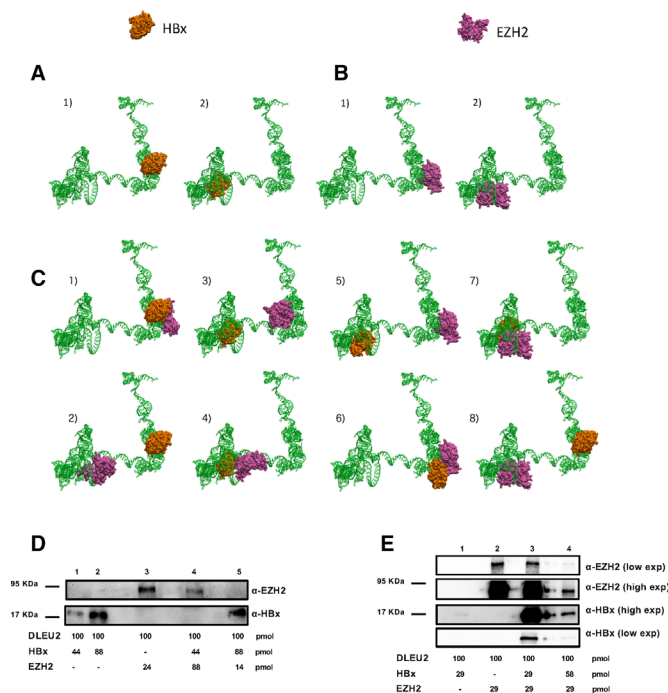 HBx EZH2
A B
1) 2) 1) 2)
C
1) 3) 5) 7)
2) 4) 6) 8)
D
1 2 3 4 5
95 KDa α-EZH2
17 KDa α-HBx
DLEU2 100 100 100 100 100 pmol
HBx 44 88 - 44 88 pmol
EZH2 - - 24 88 14 pmol
E
1 2 3 4
α-EZH2 (low exp)
95 KDa α-EZH2 (high exp)
17 KDa α-HBx (high exp)
α-HBx (low exp)
DLEU2 100 100 100 100 pmol
HBx 29 - 29 58 pmol
EZH2 - 29 29 29 pmol